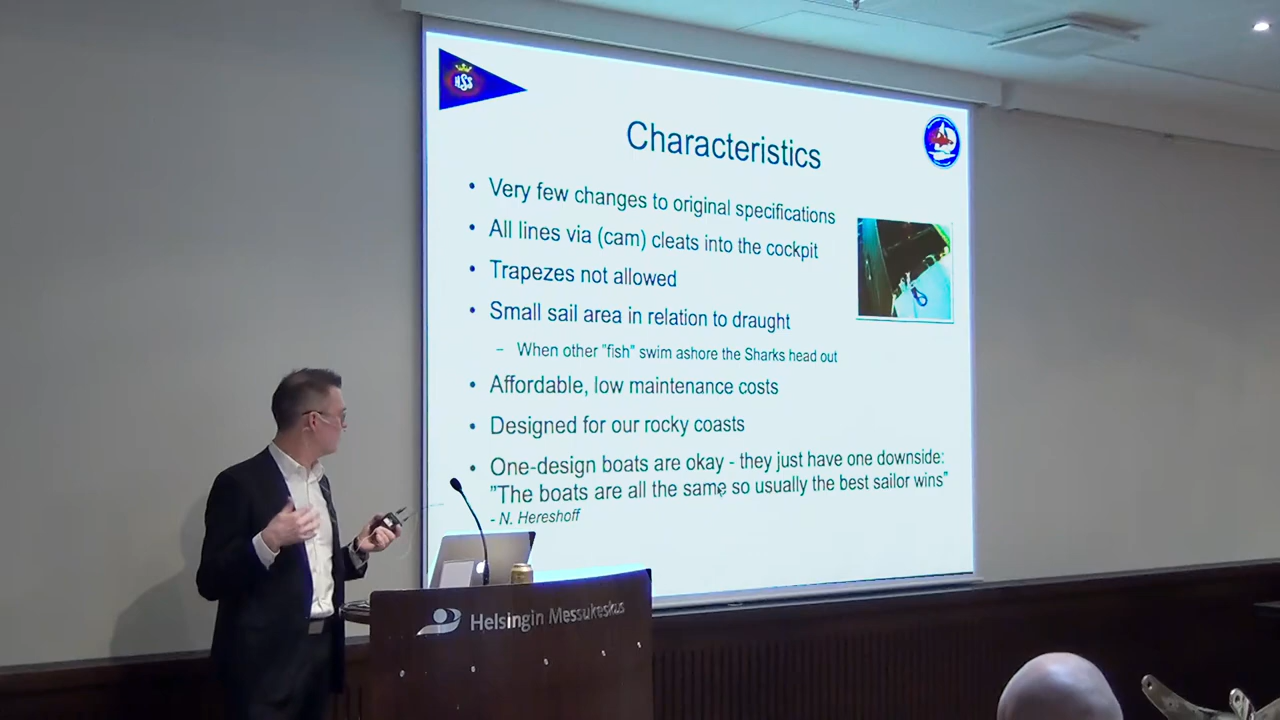 HSS
Characteristics
• Very few changes to original specifications
• All lines via (cam) cleats into the cockpit
• Trapezes not allowed
• Small sail area in relation to draught
– When other "fish" swim ashore the Sharks head out
• Affordable, low maintenance costs
• Designed for our rocky coasts
• One-design boats are okay - they just have one downside:
"The boats are all the same so usually the best sailor wins"
- N. Hereshoff
Helsingin Messukeskus